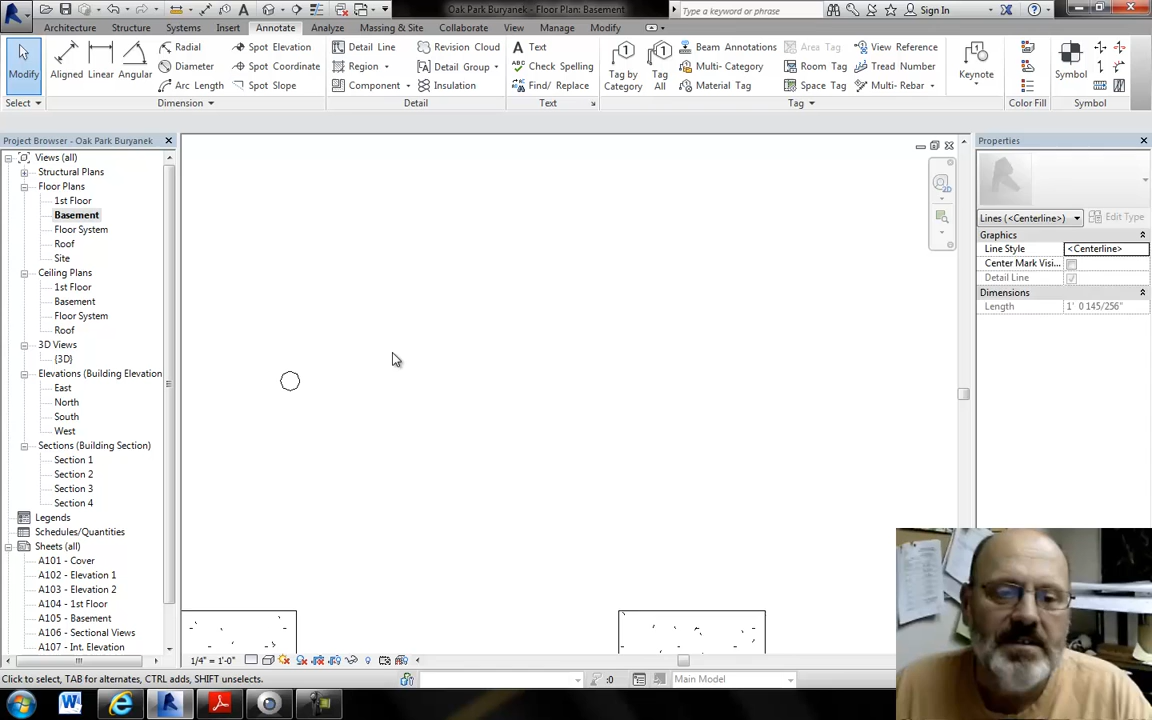 Oak Park Buryanek - Floor Plan: Basement
Type a keyword or phrase
Sign In
Architecture Structure Systems Insert Annotate Analyze Massing & Site Collaborate View Manage Modify
Modify Aligned Linear Angular
Radial Spot Elevation Detail Line Revision Cloud Text
Diameter Spot Coordinate Region Detail Group Check Spelling
Arc Length Spot Slope Component Insulation Find/ Replace
Tag by Category Tag All
Beam Annotations Area Tag View Reference
Multi- Category Room Tag Tread Number
Material Tag Space Tag Multi- Rebar
Keynote Symbol
Select Dimension Detail Text Tag Color Fill Symbol
Project Browser - Oak Park Buryanek
Views (all)
Structural Plans
Floor Plans
1st Floor
Basement
Floor System
Roof
Site
Ceiling Plans
1st Floor
Basement
Floor System
Roof
3D Views
{3D}
Elevations (Building Elevation
East
North
South
West
Sections (Building Section)
Section 1
Section 2
Section 3
Section 4
Legends
Schedules/Quantities
Sheets (all)
A101 - Cover
A102 - Elevation 1
A103 - Elevation 2
A104 - 1st Floor
A105 - Basement
A106 - Sectional Views
A107 - Int. Elevation
2D
Properties
Lines (<Centerline>) Edit Type
Graphics
Line Style <Centerline>
Center Mark Visi...
Detail Line
Dimensions
Length 1' 0 145/256"
1/4" = 1'-0"
Click to select, TAB for alternates, CTRL adds, SHIFT unselects.
:0 Main Model